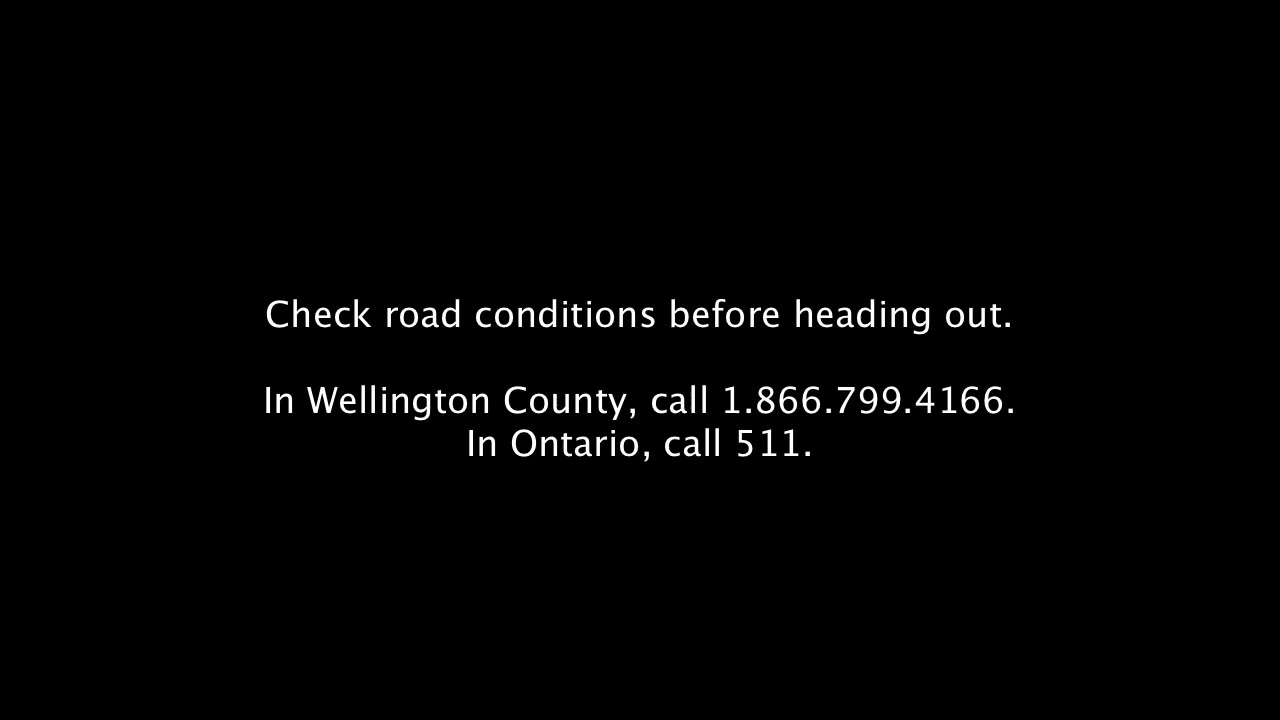 Check road conditions before heading out.
In Wellington County, call 1.866.799.4166.
In Ontario, call 511.